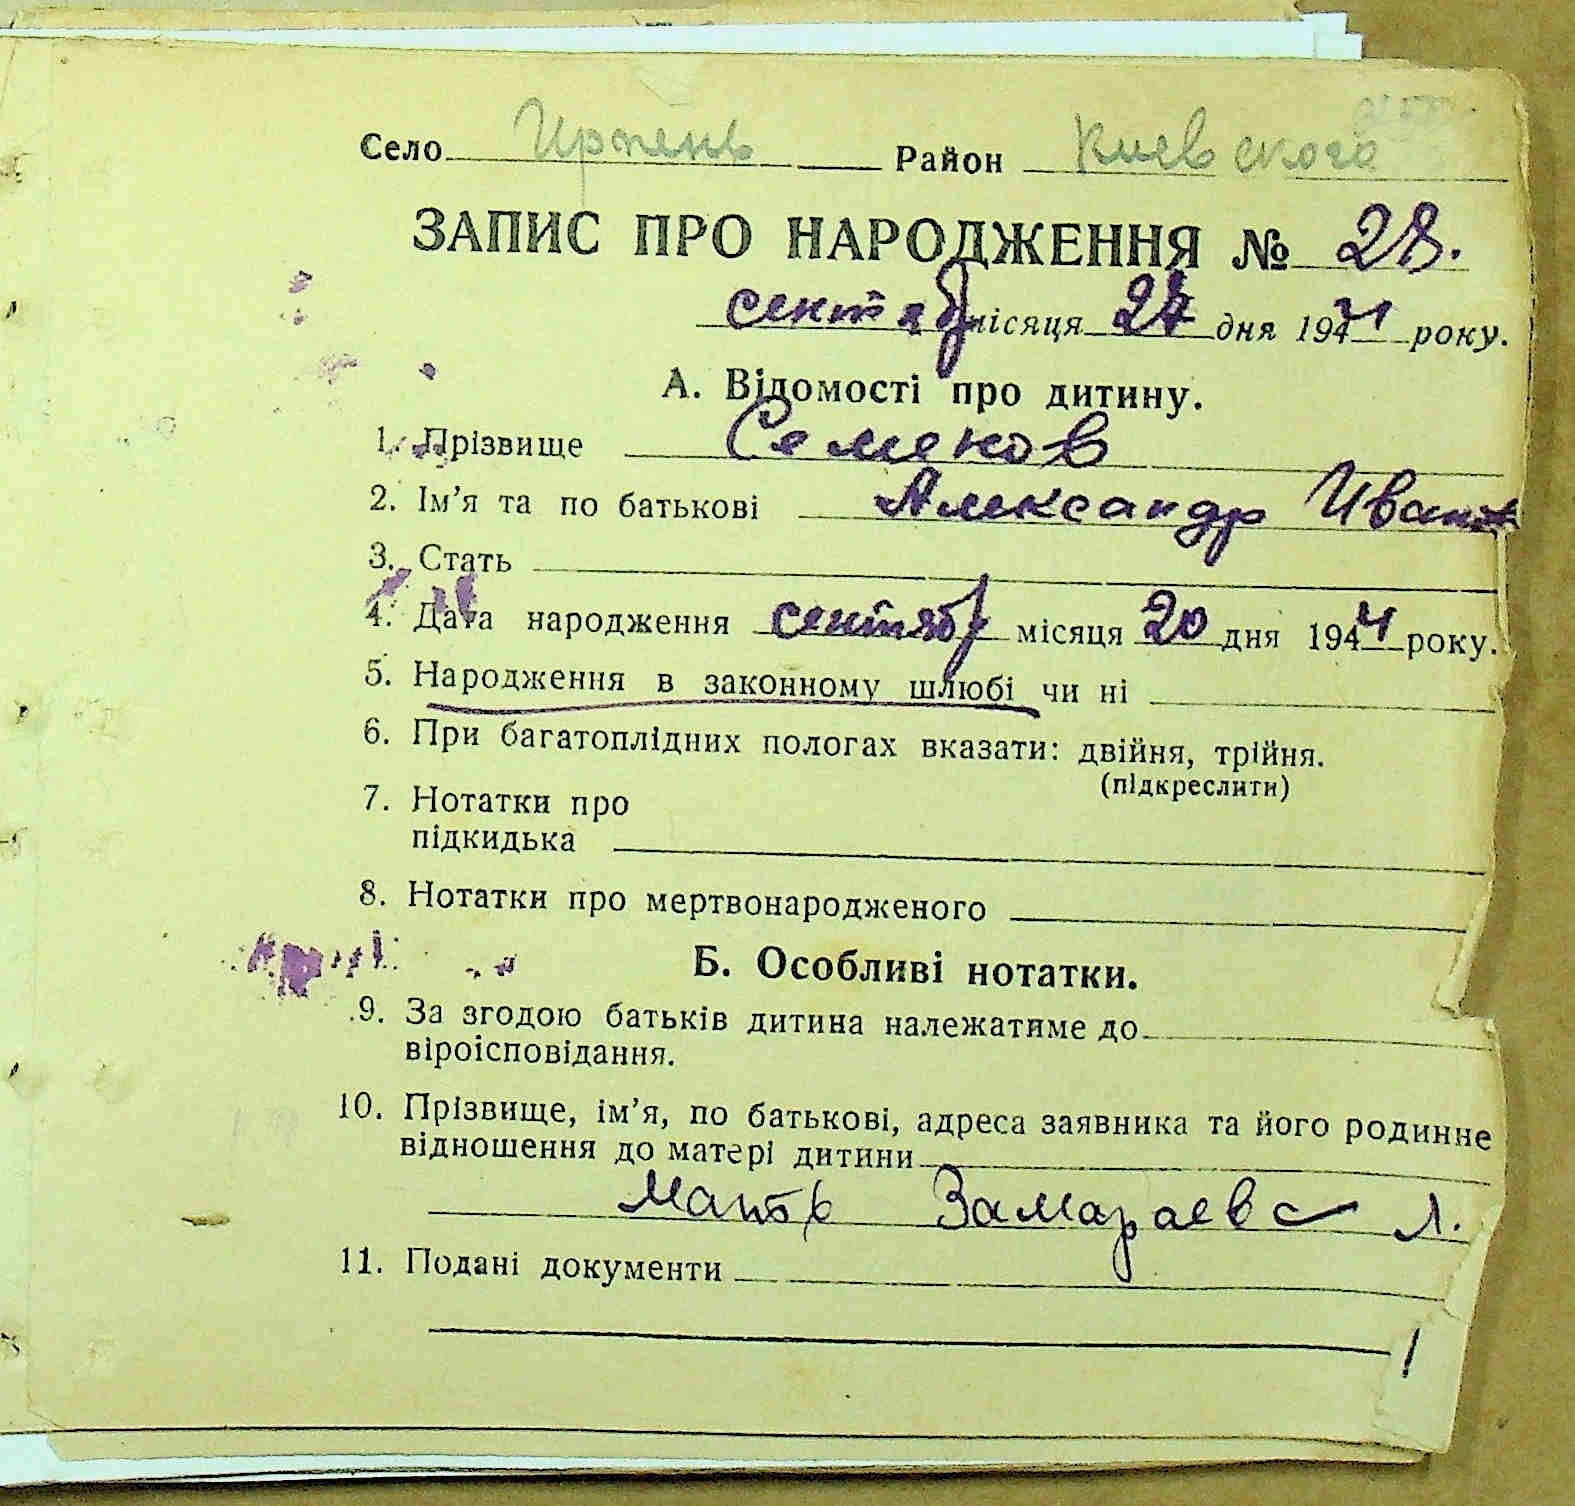 Село Ирпень Район Киевского
ЗАПИС ПРО НАРОДЖЕННЯ № 28.
сентяб місяця 27 дня 1941 року.
А. Відомості про дитину.
1. Прізвище Семенов
2. Ім'я та по батькові Александр Иван
3. Стать
4. Дата народження сентяб місяця 20 дня 1941 року.
5. Народження в законному шлюбі чи ні
6. При багатоплідних пологах вказати: двійня, трійня.
(підкреслити)
7. Нотатки про
підкидька
8. Нотатки про мертвонародженого
Б. Особливі нотатки.
9. За згодою батьків дитина належатиме до
віроісповідання.
10. Прізвище, ім'я, по батькові, адреса заявника та його родинне
відношення до матері дитини
Мать Замараева Л.
11. Подані документи